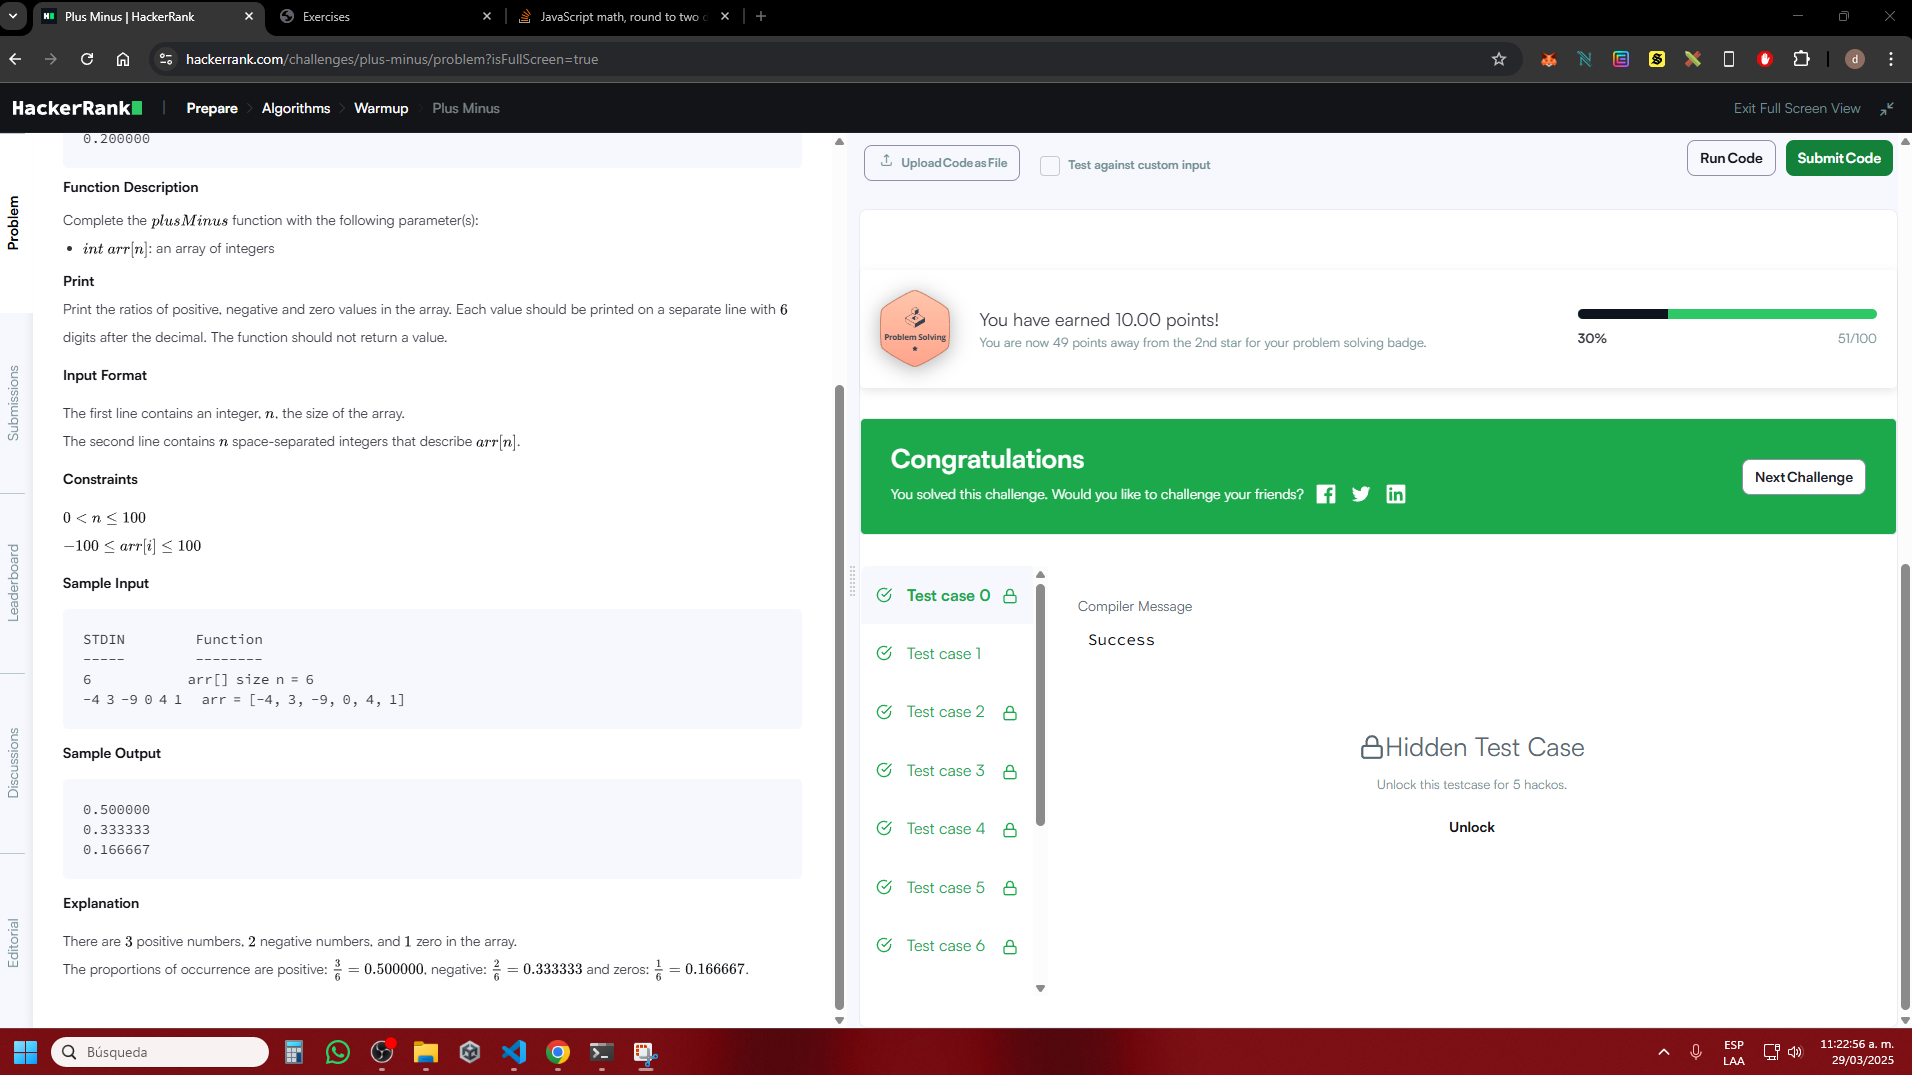 Plus Minus | HackerRank
Exercises
JavaScript math, round to two d
hackerrank.com/challenges/plus-minus/problem?isFullScreen=true
d
HackerRank
Prepare
Algorithms
Warmup
Plus Minus
Exit Full Screen View
Problem
Submissions
Leaderboard
Discussions
Editorial
0.200000
Function Description
Complete the plusMinus function with the following parameter(s):
• int arr[n]: an array of integers
Print
Print the ratios of positive, negative and zero values in the array. Each value should be printed on a separate line with 6
digits after the decimal. The function should not return a value.
Input Format
The first line contains an integer, n, the size of the array.
The second line contains n space-separated integers that describe arr[n].
Constraints
0 < n ≤ 100
−100 ≤ arr[i] ≤ 100
Sample Input
STDIN Function
----- --------
6 arr[] size n = 6
-4 3 -9 0 4 1 arr = [-4, 3, -9, 0, 4, 1]
Sample Output
0.500000
0.333333
0.166667
Explanation
There are 3 positive numbers, 2 negative numbers, and 1 zero in the array.
The proportions of occurrence are positive: 3/6 = 0.500000, negative: 2/6 = 0.333333 and zeros: 1/6 = 0.166667.
Upload Code as File
Test against custom input
Run Code
Submit Code
Problem Solving
You have earned 10.00 points!
You are now 49 points away from the 2nd star for your problem solving badge.
30%
51/100
Congratulations
You solved this challenge. Would you like to challenge your friends?
Next Challenge
Test case 0
Test case 1
Test case 2
Test case 3
Test case 4
Test case 5
Test case 6
Compiler Message
Success
Hidden Test Case
Unlock this testcase for 5 hackos.
Unlock
Búsqueda
ESP
LAA
11:22:56 a. m.
29/03/2025